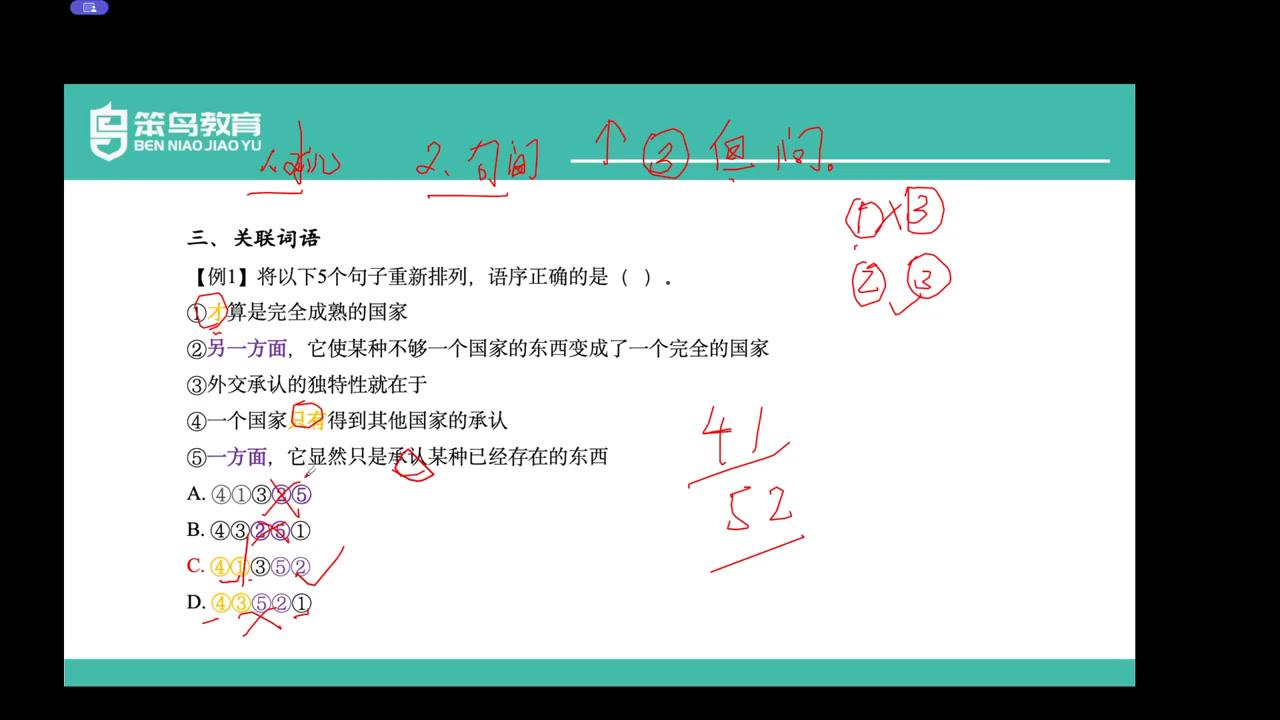 笨鸟教育
BEN NIAO JIAO YU
2、句间
↑ ③ 但 问.
① X ③
② ③
三、关联词语
【例1】将以下5个句子重新排列，语序正确的是（ ）。
①才算是完全成熟的国家
②另一方面，它使某种不够一个国家的东西变成了一个完全的国家
③外交承认的独特性就在于
④一个国家只有得到其他国家的承认
⑤一方面，它显然只是承认某种已经存在的东西
41
52
A. ④①③②⑤
B. ④③②⑤①
C. ④①③⑤②
D. ④③⑤②①